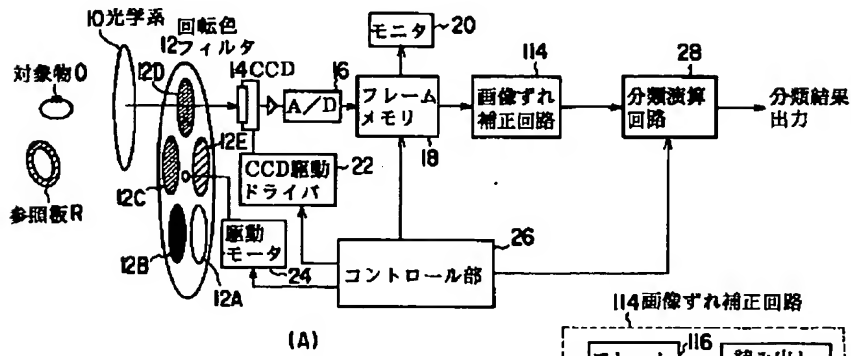 10光学系
回転色
12フィルタ
対象物O
12D
14CCD
16
A/D
モニタ
20
フレーム
メモリ
18
114
画像ずれ
補正回路
28
分類演算
回路
分類結果
出力
12E
12C
参照板R
12B
12A
CCD駆動
ドライバ
22
駆動
モータ
24
コントロール部
26
(A)
114画像ずれ補正回路
116